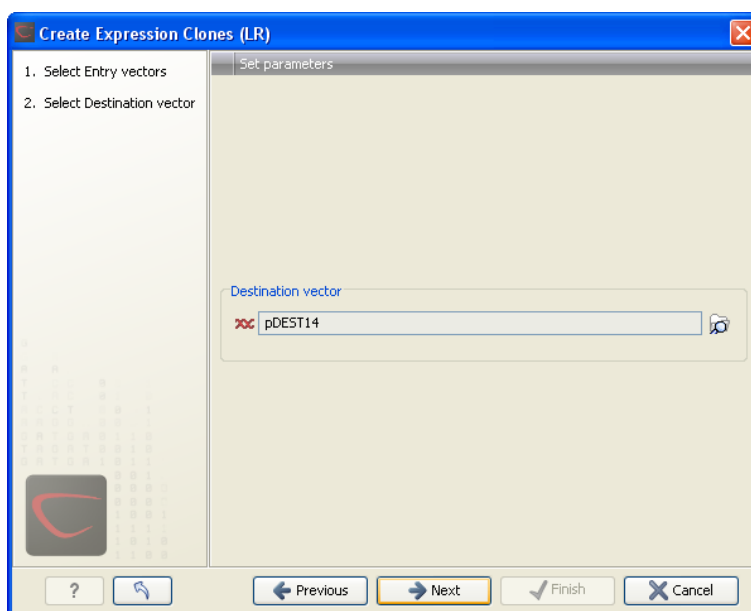 Create Expression Clones (LR)
1. Select Entry vectors
2. Select Destination vector
Set parameters
Destination vector
pDEST14
?
Previous
Next
Finish
Cancel